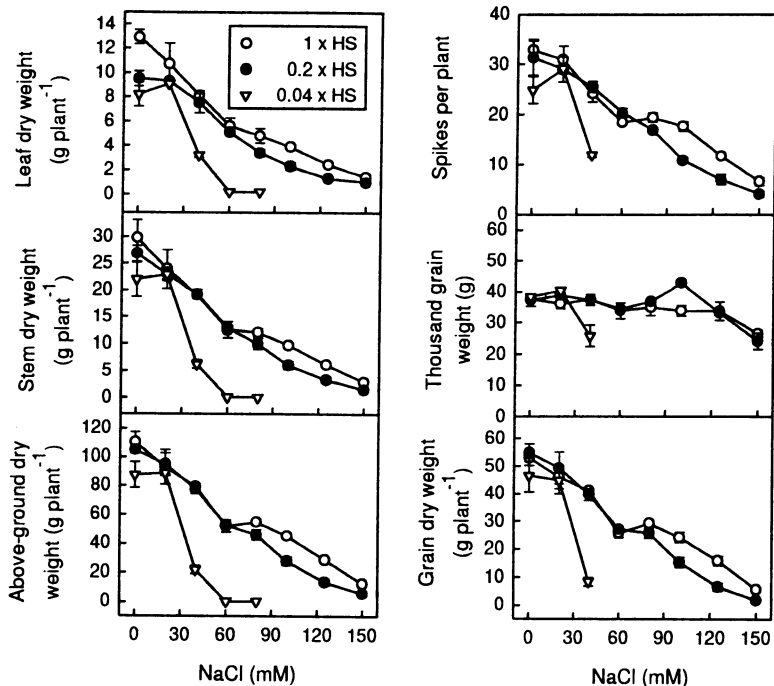 Leaf dry weight
(g plant⁻¹)
14
12
10
8
6
4
2
0
1 x HS
0.2 x HS
0.04 x HS
Spikes per plant
40
30
20
10
0
Stem dry weight
(g plant⁻¹)
30
25
20
15
10
5
0
Thousand grain
weight (g)
60
50
40
30
20
10
0
Above-ground dry
weight (g plant⁻¹)
120
100
80
60
40
20
0
0 30 60 90 120 150
NaCl (mM)
Grain dry weight
(g plant⁻¹)
60
50
40
30
20
10
0
0 30 60 90 120 150
NaCl (mM)